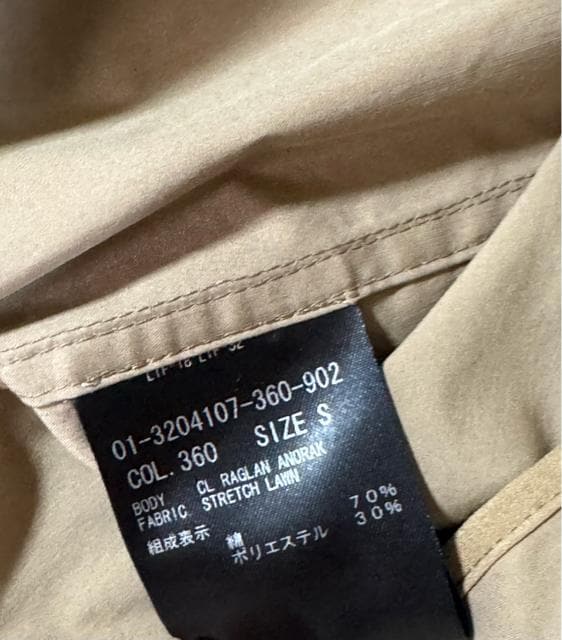 01-3204107-360-902
COL. 360 SIZE S
BODY CL RAGLAN ANORAK
FABRIC STRETCH LAWN
組成表示 綿 70%
ポリエステル 30%